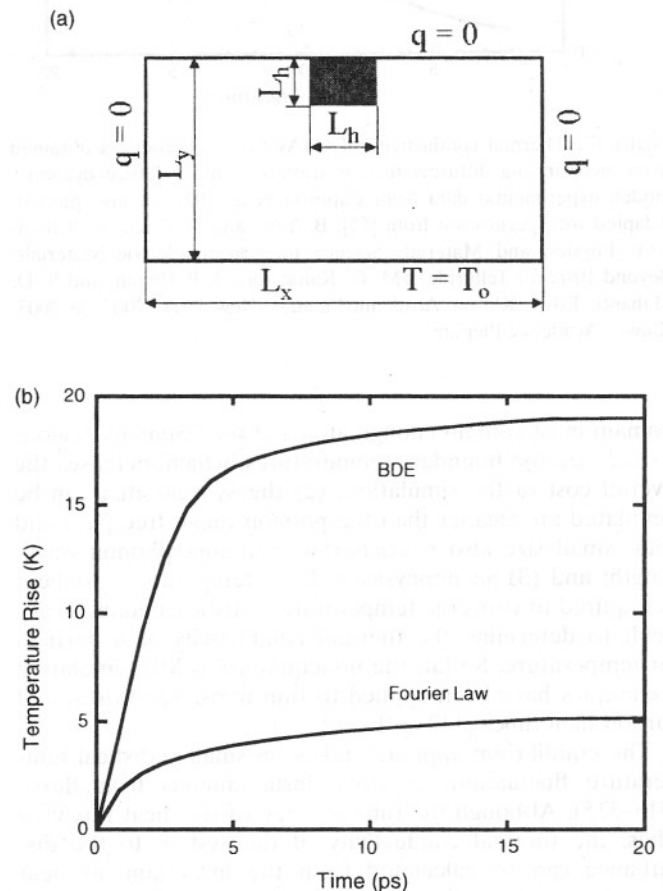 (a)
q = 0
q = 0
L_y
L_h
L_h
q = 0
L_x
T = T_o
(b)
20
15
10
5
0
Temperature Rise (K)
BDE
Fourier Law
0
5
10
15
20
Time (ps)